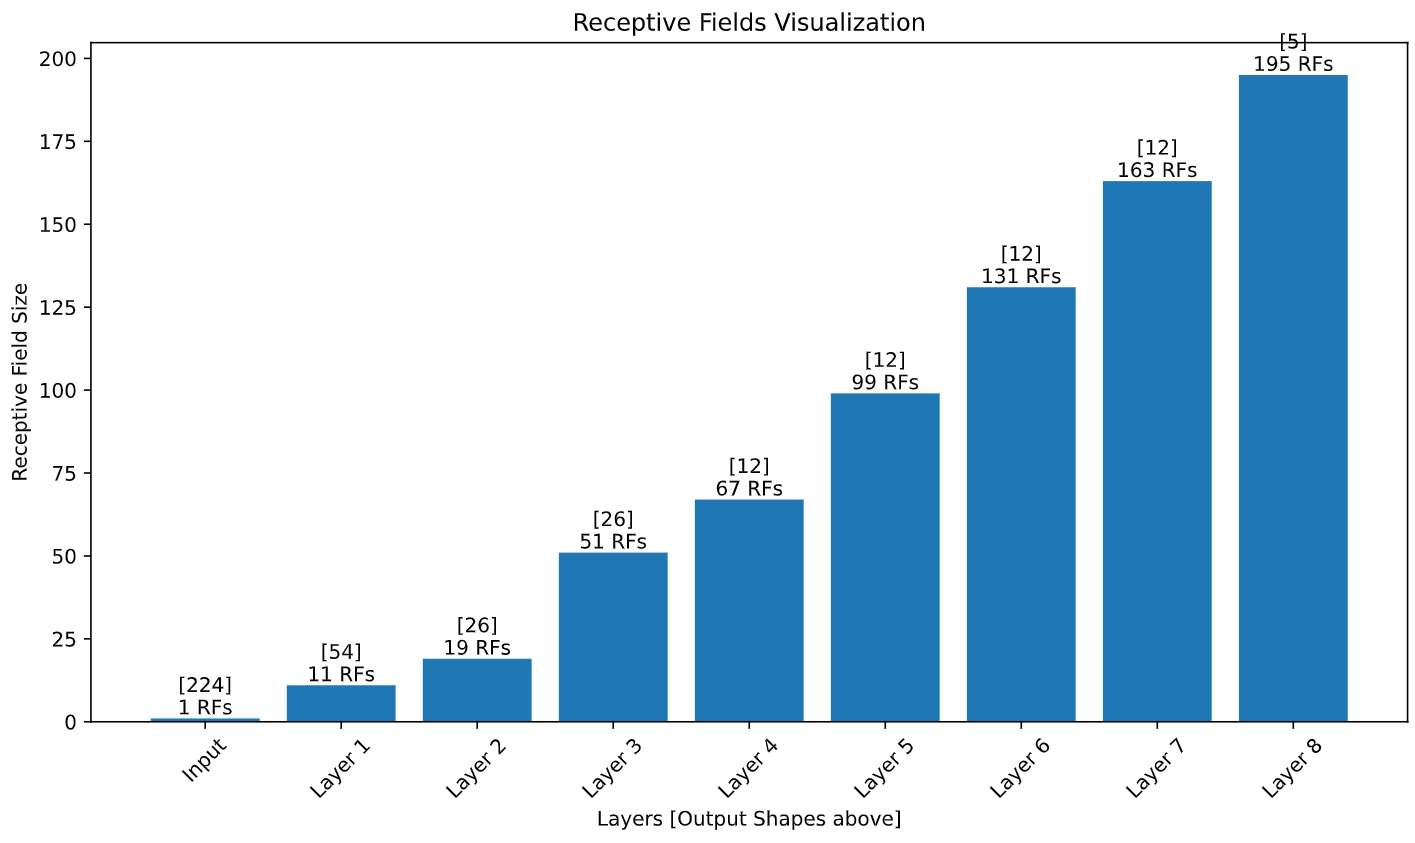 Receptive Fields Visualization
Receptive Field Size
200
175
150
125
100
75
50
25
0
[224]
1 RFs
[54]
11 RFs
[26]
19 RFs
[26]
51 RFs
[12]
67 RFs
[12]
99 RFs
[12]
131 RFs
[12]
163 RFs
[5]
195 RFs
Input
Layer 1
Layer 2
Layer 3
Layer 4
Layer 5
Layer 6
Layer 7
Layer 8
Layers [Output Shapes above]